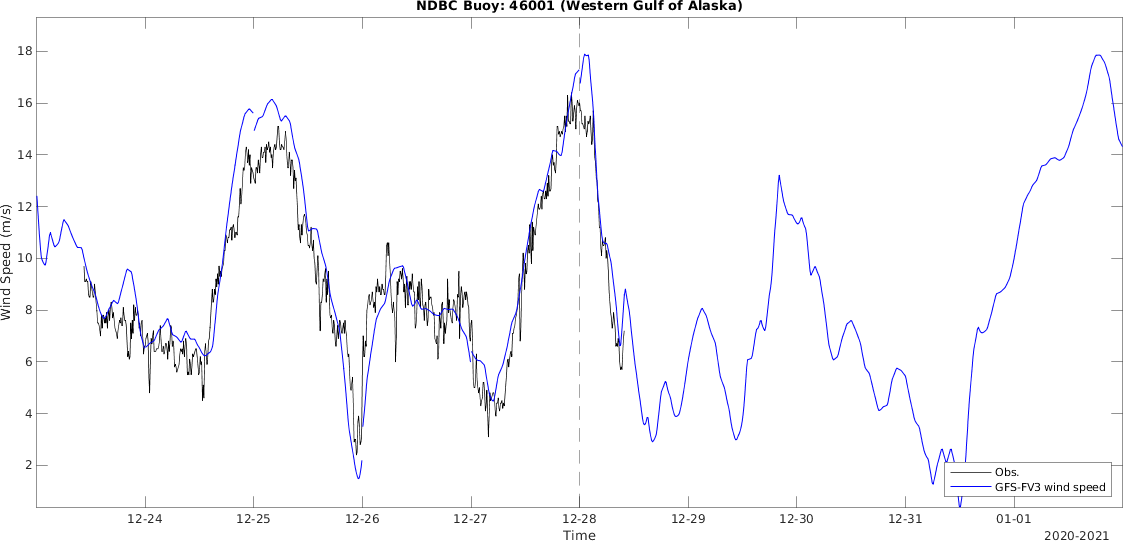 NDBC Buoy: 46001 (Western Gulf of Alaska)
18
16
14
12
10
8
6
4
2
Wind Speed (m/s)
Obs.
GFS-FV3 wind speed
12-24 12-25 12-26 12-27 12-28 12-29 12-30 12-31 01-01
Time
2020-2021